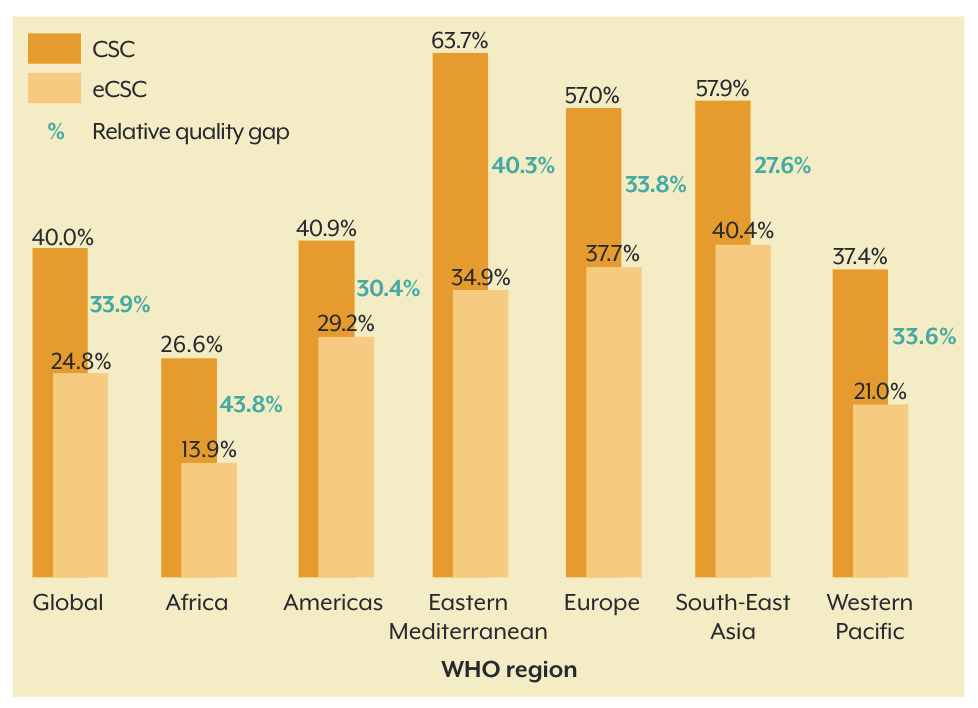 CSC
eCSC
% Relative quality gap
40.0%
33.9%
24.8%
26.6%
43.8%
13.9%
40.9%
30.4%
29.2%
63.7%
40.3%
34.9%
57.0%
33.8%
37.7%
57.9%
27.6%
40.4%
37.4%
33.6%
21.0%
Global
Africa
Americas
Eastern
Mediterranean
Europe
South-East
Asia
Western
Pacific
WHO region